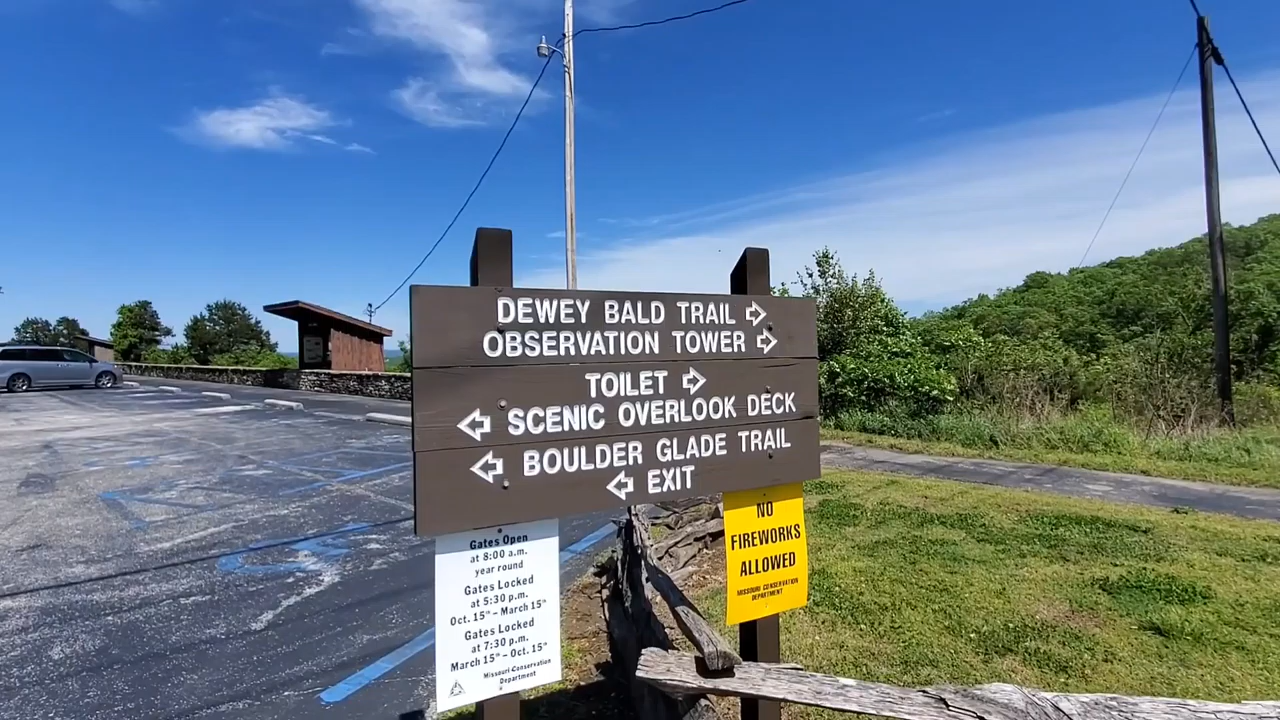 DEWEY BALD TRAIL ⇨
OBSERVATION TOWER ⇨
TOILET ⇨
⇦ SCENIC OVERLOOK DECK
⇦ BOULDER GLADE TRAIL
⇦ EXIT
Gates Open
at 8:00 a.m.
year round
Gates Locked
at 5:30 p.m.
Oct. 15th – March 15th
Gates Locked
at 7:30 p.m.
March 15th – Oct. 15th
Missouri Conservation
Department
NO
FIREWORKS
ALLOWED
MISSOURI CONSERVATION
DEPARTMENT